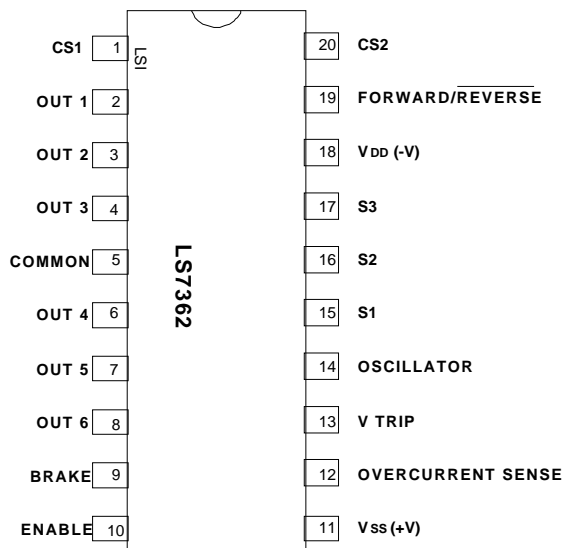 CS1 1 LSI 20 CS2
OUT 1 2 19 FORWARD/REVERSE
OUT 2 3 18 VDD (-V)
OUT 3 4 17 S3
COMMON 5 16 S2
LS7362
OUT 4 6 15 S1
OUT 5 7 14 OSCILLATOR
OUT 6 8 13 V TRIP
BRAKE 9 12 OVERCURRENT SENSE
ENABLE 10 11 VSS (+V)